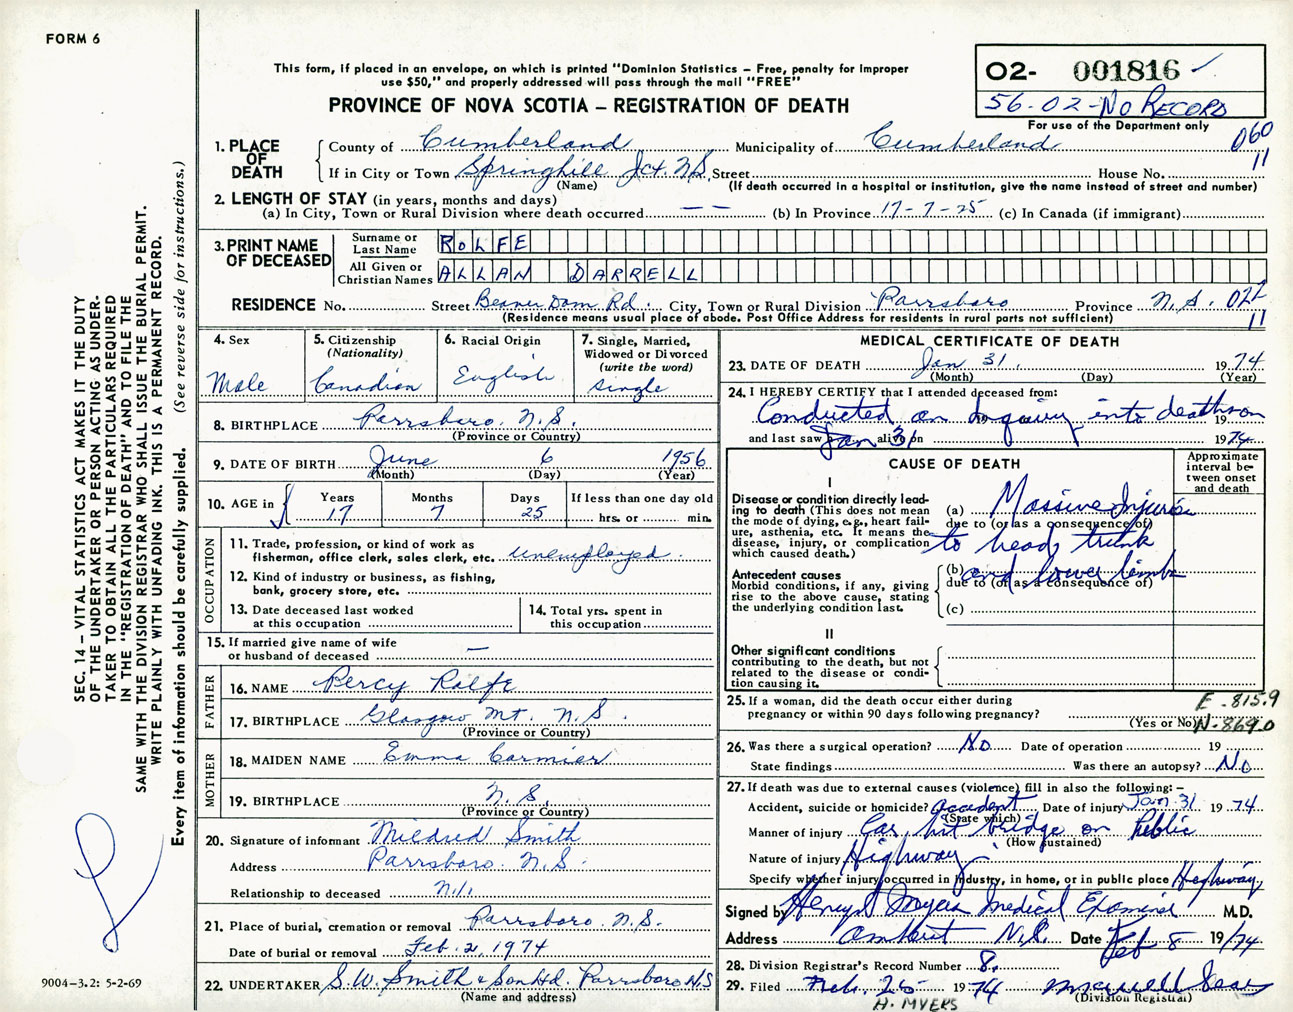 FORM 6
This form, if placed in an envelope, on which is printed "Dominion Statistics – Free, penalty for improper
use $50," and properly addressed will pass through the mail "FREE"
PROVINCE OF NOVA SCOTIA – REGISTRATION OF DEATH
02- 001816
56-02-No RECORD
For use of the Department only
060
11
1. PLACE OF DEATH
County of Cumberland Municipality of Cumberland
If in City or Town Springhill Jct. N.S. Street House No.
(Name) (If death occurred in a hospital or institution, give the name instead of street and number)
2. LENGTH OF STAY (in years, months and days)
(a) In City, Town or Rural Division where death occurred — — (b) In Province 17-7-25 (c) In Canada (if immigrant)
3. PRINT NAME OF DECEASED
Surname or Last Name ROLFE
All Given or Christian Names ALLAN DARRELL
RESIDENCE No. Street Beaver Dam Rd. City, Town or Rural Division Parrsboro Province N.S. 022
(Residence means usual place of abode. Post Office Address for residents in rural parts not sufficient)
11
4. Sex
Male
5. Citizenship
(Nationality)
Canadian
6. Racial Origin
English
7. Single, Married,
Widowed or Divorced
(write the word)
Single
8. BIRTHPLACE Parrsboro. N.S.
(Province or Country)
9. DATE OF BIRTH June 6 1956
(Month) (Day) (Year)
10. AGE in
Years Months Days If less than one day old
17 7 25 hrs. or min.
OCCUPATION
11. Trade, profession, or kind of work as
fisherman, office clerk, sales clerk, etc. unemployed
12. Kind of industry or business, as fishing,
bank, grocery store, etc.
13. Date deceased last worked
at this occupation
14. Total yrs. spent in
this occupation
15. If married give name of wife
or husband of deceased —
FATHER
16. NAME Percy Rolfe
17. BIRTHPLACE Glasgow Mt. N.S.
(Province or Country)
MOTHER
18. MAIDEN NAME Emma Cormier
19. BIRTHPLACE N.S.
(Province or Country)
20. Signature of informant Mildred Smith
Address Parrsboro. N.S.
Relationship to deceased
21. Place of burial, cremation or removal Parrsboro N.S.
Date of burial or removal Feb. 2, 1974
22. UNDERTAKER S.W. Smith & Son Ltd. Parrsboro N.S
(Name and address)
MEDICAL CERTIFICATE OF DEATH
23. DATE OF DEATH Jan 31. 1974
(Month) (Day) (Year)
24. I HEREBY CERTIFY that I attended deceased from:
Conducted an Inquiry into death on 19
and last saw alive on Jan 31 1974
CAUSE OF DEATH
Approximate
interval be-
tween onset
and death
I
Disease or condition directly lead-
ing to death (This does not mean
the mode of dying, e.g., heart fail-
ure, asthenia, etc. It means the
disease, injury, or complication
which caused death.)
(a) Massive Injuries
due to (or as a consequence of)
to head, trunk
Antecedent causes
Morbid conditions, if any, giving
rise to the above cause, stating
the underlying condition last.
(b) and lower limbs
due to (or as a consequence of)
(c)
II
Other significant conditions
contributing to the death, but not
related to the disease or condi-
tion causing it.
25. If a woman, did the death occur either during
pregnancy or within 90 days following pregnancy?
(Yes or No)
E-815.9
N-869.0
26. Was there a surgical operation? No Date of operation 19
State findings Was there an autopsy? No
27. If death was due to external causes (violence) fill in also the following: –
Accident, suicide or homicide? accident Date of injury Jan 31 1974
(State which)
Manner of injury Car hit bridge on Public
(How sustained)
Nature of injury Highway
Specify whether injury occurred in industry, in home, or in public place Highway
Signed by Medical Examiner M.D.
Address Amherst N.S. Date Feb 8 19/74
28. Division Registrar's Record Number 8.
29. Filed Feb. 25 1974
(Division Registrar)
H. MYERS
SEC. 14 – VITAL STATISTICS ACT MAKES IT THE DUTY
OF THE UNDERTAKER OR PERSON ACTING AS UNDER-
TAKER TO OBTAIN ALL THE PARTICULARS REQUIRED
IN THE "REGISTRATION OF DEATH" AND TO FILE THE
SAME WITH THE DIVISION REGISTRAR WHO SHALL ISSUE THE BURIAL PERMIT.
WRITE PLAINLY WITH UNFADING INK. THIS IS A PERMANENT RECORD.
Every item of information should be carefully supplied. (See reverse side for instructions.)
9004-3.2: 5-2-69